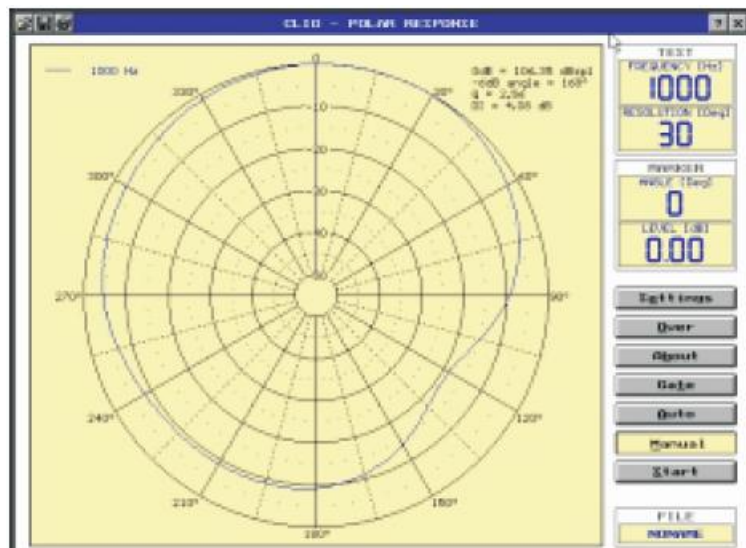 CLIO - POLAR RESPONSE
? x
1000 Hz
0dB = 106.35 dBspl
-6dB angle = 160°
Q = 2.56
DI = 4.08 dB
0
330°
300°
270°
240°
210°
180°
150°
120°
90°
60°
30°
-10
-20
-30
-40
-50
TEST
FREQUENCY [Hz]
1000
RESOLUTION [Deg]
30
MARKER
ANGLE [Deg]
0
LEVEL [dB]
0.00
Settings
Over
About
Gate
Auto
Manual
Start
FILE
NONAME